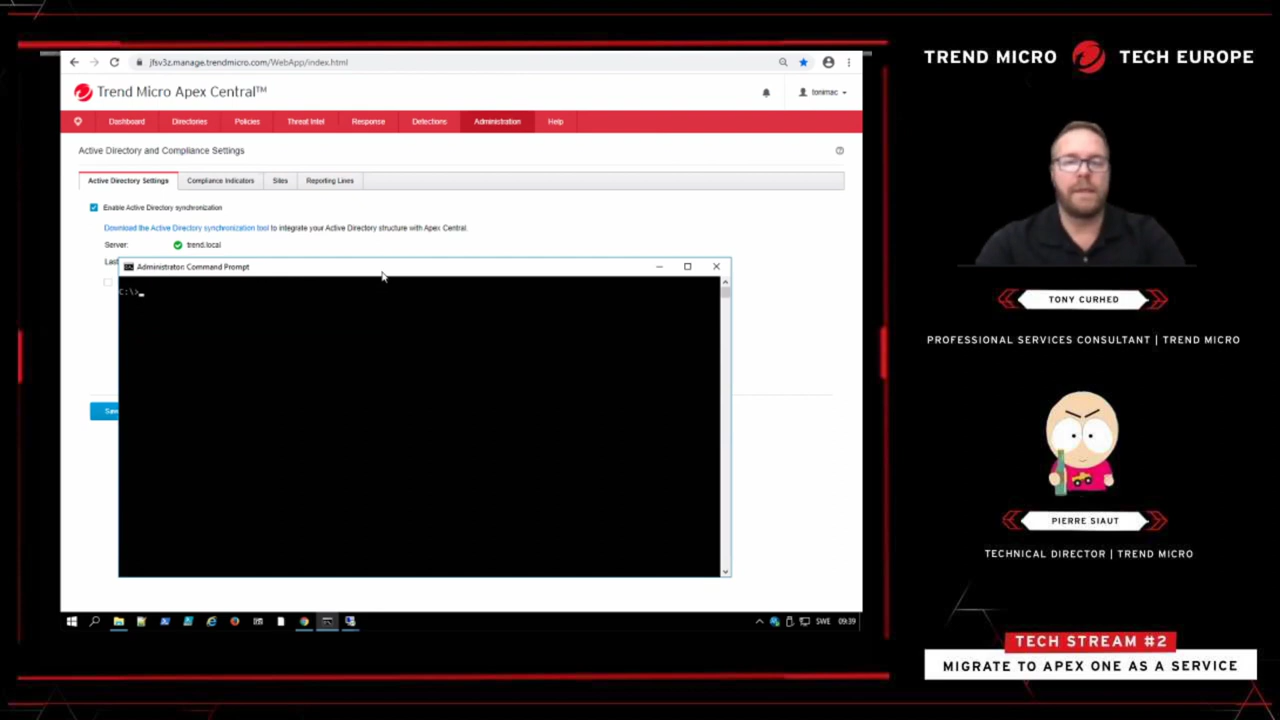 TREND MICRO TECH EUROPE
jfsv3z.manage.trendmicro.com/WebApp/index.html
Trend Micro Apex Central™
tonimac
Dashboard Directories Policies Threat Intel Response Detections Administration Help
Active Directory and Compliance Settings
Active Directory Settings Compliance Indicators Sites Reporting Lines
Enable Active Directory synchronization
Download the Active Directory synchronization tool to integrate your Active Directory structure with Apex Central.
Server: trend.local
Last
Administrator: Command Prompt
C:\>
SWE 09:39
TONY CURHED
PROFESSIONAL SERVICES CONSULTANT | TREND MICRO
PIERRE SIAUT
TECHNICAL DIRECTOR | TREND MICRO
TECH STREAM #2
MIGRATE TO APEX ONE AS A SERVICE